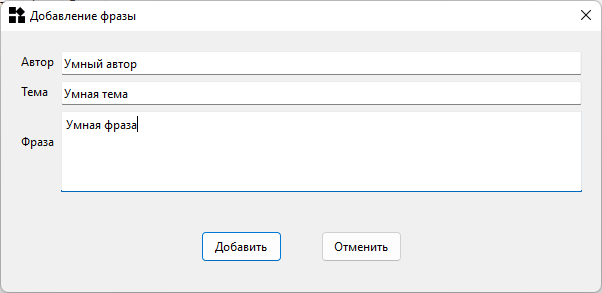 Добавление фразы
Автор Умный автор
Тема Умная тема
Фраза Умная фраза
Добавить Отменить